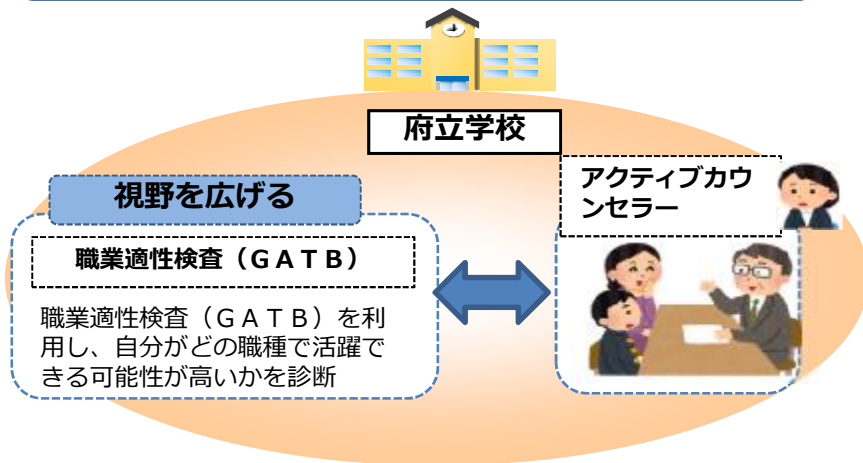 府立学校
アクティブカウ
ンセラー
視野を広げる
職業適性検査(GATB)
職業適性検査(GATB)を利
用し、自分がどの職種で活躍で
きる可能性が高いかを診断